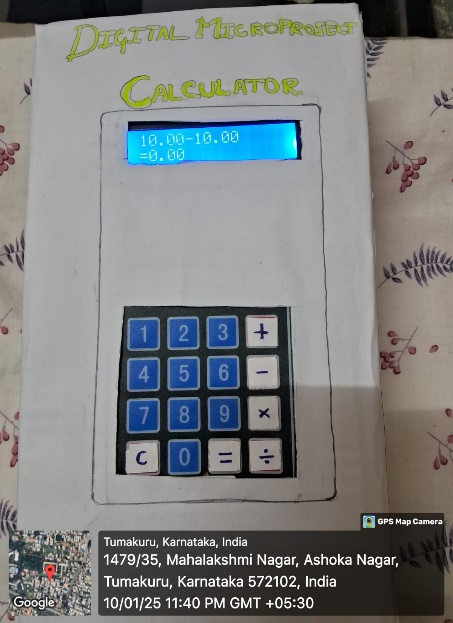 DIGITAL MICROPROJECT
CALCULATOR
10.00-10.00
=0.00
1 2 3 +
4 5 6 -
7 8 9 ×
C 0 = ÷
GPS Map Camera
Google
Tumakuru, Karnataka, India
1479/35, Mahalakshmi Nagar, Ashoka Nagar,
Tumakuru, Karnataka 572102, India
10/01/25 11:40 PM GMT +05:30